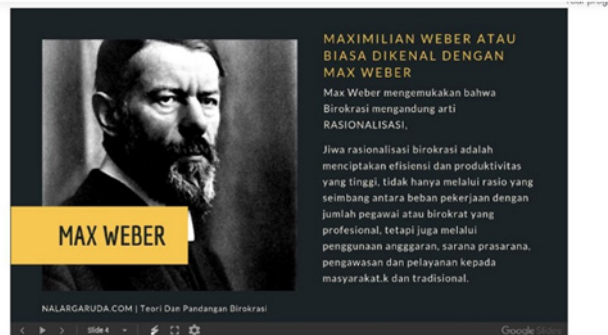 MAXIMILIAN WEBER ATAU
BIASA DIKENAL DENGAN
MAX WEBER
Max Weber mengemukakan bahwa
Birokrasi mengandung arti
RASIONALISASI,
Jiwa rasionalisasi birokrasi adalah
menciptakan efisiensi dan produktivitas
yang tinggi, tidak hanya melalui rasio yang
seimbang antara beban pekerjaan dengan
jumlah pegawai atau birokrat yang
profesional, tetapi juga melalui
penggunaan angggaran, sarana prasarana,
pengawasan dan pelayanan kepada
masyarakat.k dan tradisional.
MAX WEBER
NALARGARUDA.COM | Teori Dan Pandangan Birokrasi
Slide 4
Google Slides